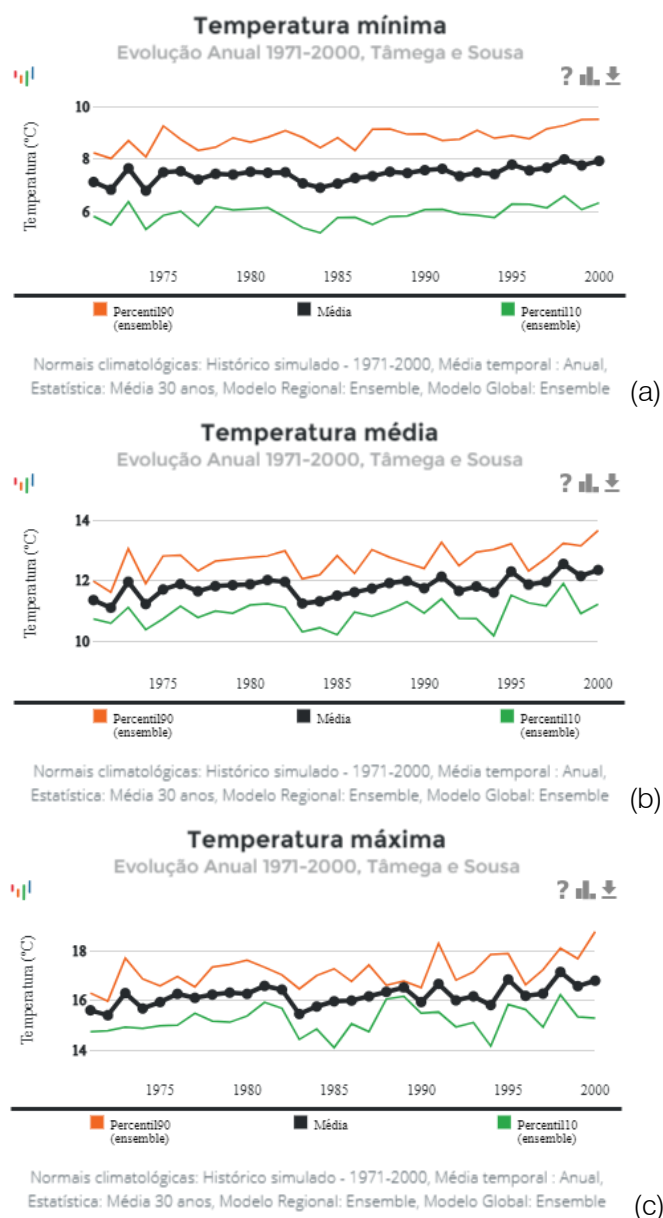 Temperatura mínima
Evolução Anual 1971-2000, Tâmega e Sousa
?
Temperatura (°C)
10
8
6
1975 1980 1985 1990 1995 2000
Percentil90 (ensemble) Média Percentil10 (ensemble)
Normais climatológicas: Histórico simulado - 1971-2000, Média temporal : Anual,
Estatística: Média 30 anos, Modelo Regional: Ensemble, Modelo Global: Ensemble (a)
Temperatura média
Evolução Anual 1971-2000, Tâmega e Sousa
?
Temperatura (°C)
14
12
10
1975 1980 1985 1990 1995 2000
Percentil90 (ensemble) Média Percentil10 (ensemble)
Normais climatológicas: Histórico simulado - 1971-2000, Média temporal : Anual,
Estatística: Média 30 anos, Modelo Regional: Ensemble, Modelo Global: Ensemble (b)
Temperatura máxima
Evolução Anual 1971-2000, Tâmega e Sousa
?
Temperatura (°C)
18
16
14
1975 1980 1985 1990 1995 2000
Percentil90 (ensemble) Média Percentil10 (ensemble)
Normais climatológicas: Histórico simulado - 1971-2000, Média temporal : Anual,
Estatística: Média 30 anos, Modelo Regional: Ensemble, Modelo Global: Ensemble (c)